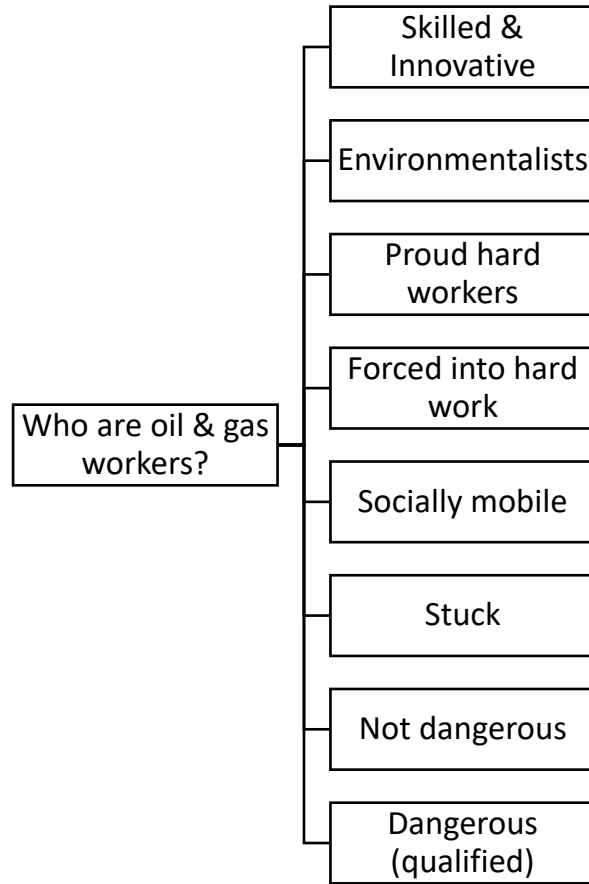 Skilled &
Innovative
Environmentalists
Proud hard
workers
Forced into hard
work
Who are oil & gas
workers?
Socially mobile
Stuck
Not dangerous
Dangerous
(qualified)